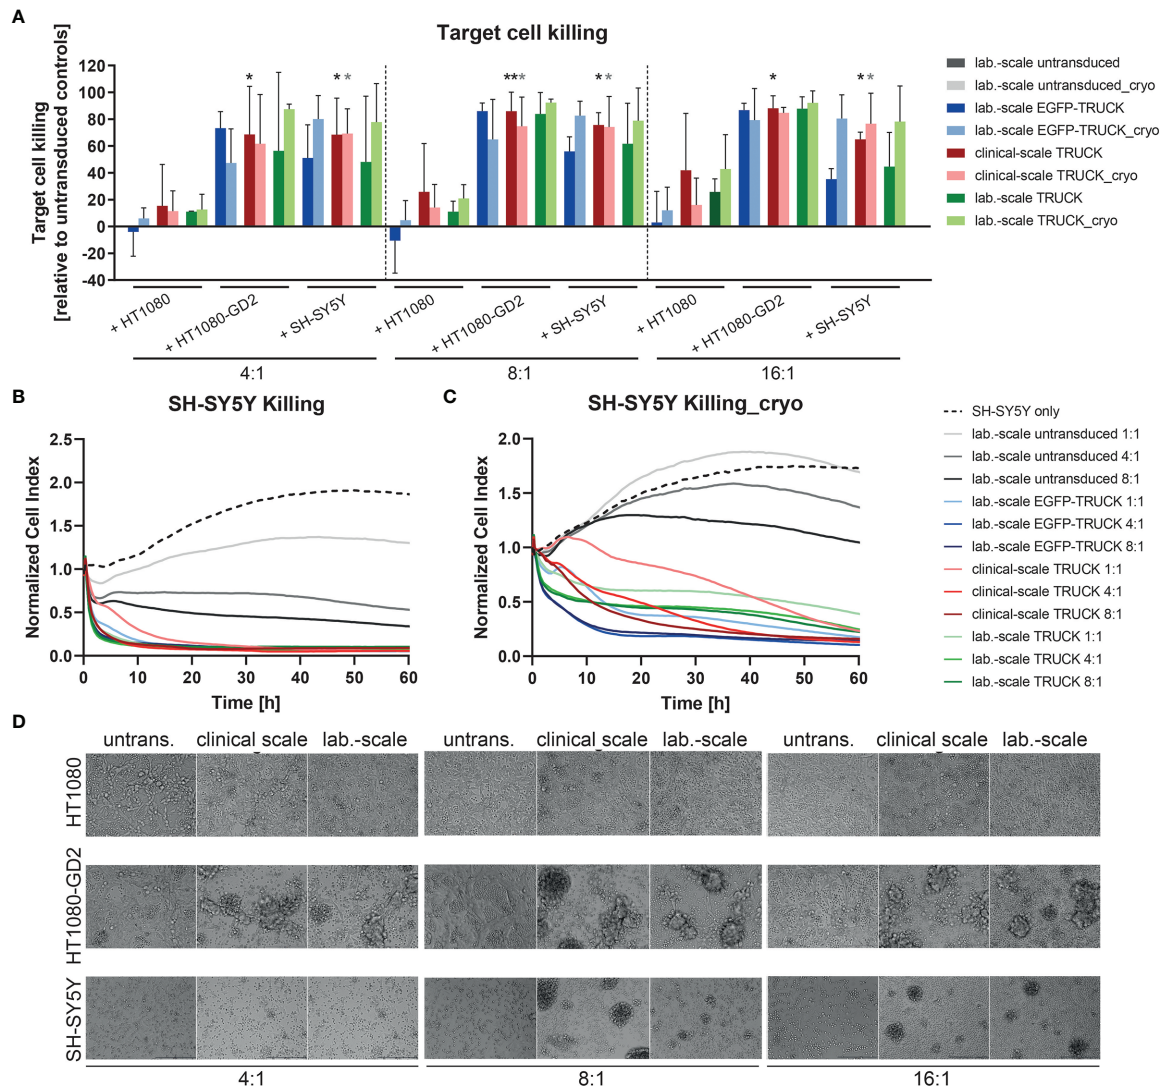 A
Target cell killing
Target cell killing
[relative to untransduced controls]
120
100
80
60
40
20
0
-20
-40
* * * ** * * * * * *
+ HT1080
+ HT1080-GD2
+ SH-SY5Y
+ HT1080
+ HT1080-GD2
+ SH-SY5Y
+ HT1080
+ HT1080-GD2
+ SH-SY5Y
4:1 8:1 16:1
lab.-scale untransduced
lab.-scale untransduced_cryo
lab.-scale EGFP-TRUCK
lab.-scale EGFP-TRUCK_cryo
clinical-scale TRUCK
clinical-scale TRUCK_cryo
lab.-scale TRUCK
lab.-scale TRUCK_cryo
B
SH-SY5Y Killing
Normalized Cell Index
2.5
2.0
1.5
1.0
0.5
0.0
0 10 20 30 40 50 60
Time [h]
C
SH-SY5Y Killing_cryo
Normalized Cell Index
2.0
1.5
1.0
0.5
0.0
0 10 20 30 40 50 60
Time [h]
SH-SY5Y only
lab.-scale untransduced 1:1
lab.-scale untransduced 4:1
lab.-scale untransduced 8:1
lab.-scale EGFP-TRUCK 1:1
lab.-scale EGFP-TRUCK 4:1
lab.-scale EGFP-TRUCK 8:1
clinical-scale TRUCK 1:1
clinical-scale TRUCK 4:1
clinical-scale TRUCK 8:1
lab.-scale TRUCK 1:1
lab.-scale TRUCK 4:1
lab.-scale TRUCK 8:1
D
untrans. clinical scale lab.-scale untrans. clinical scale lab.-scale untrans. clinical scale lab.-scale
HT1080
HT1080-GD2
SH-SY5Y
4:1 8:1 16:1